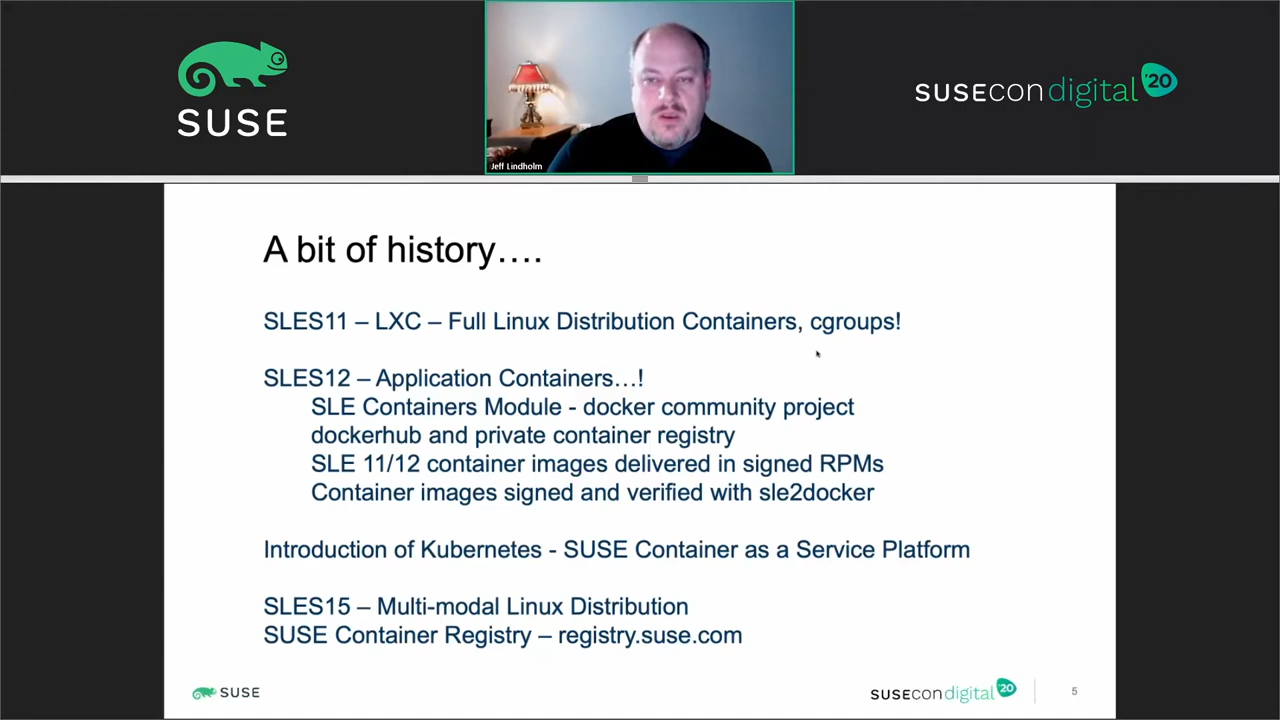 SUSE
Jeff Lindholm
SUSECON digital '20
A bit of history….
SLES11 – LXC – Full Linux Distribution Containers, cgroups!
SLES12 – Application Containers…!
SLE Containers Module - docker community project
dockerhub and private container registry
SLE 11/12 container images delivered in signed RPMs
Container images signed and verified with sle2docker
Introduction of Kubernetes - SUSE Container as a Service Platform
SLES15 – Multi-modal Linux Distribution
SUSE Container Registry – registry.suse.com
SUSE
SUSECON digital '20
5